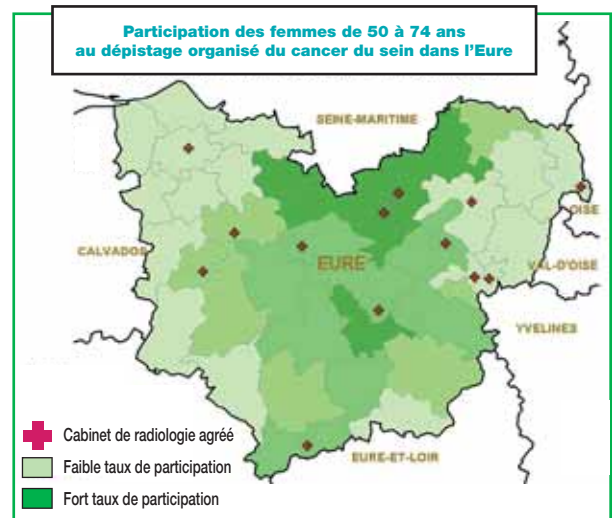 Participation des femmes de 50 à 74 ans
au dépistage organisé du cancer du sein dans l'Eure
SEINE-MARITIME
OISE
CALVADOS
EURE
VAL-D'OISE
YVELINES
EURE-ET-LOIR
Cabinet de radiologie agréé
Faible taux de participation
Fort taux de participation